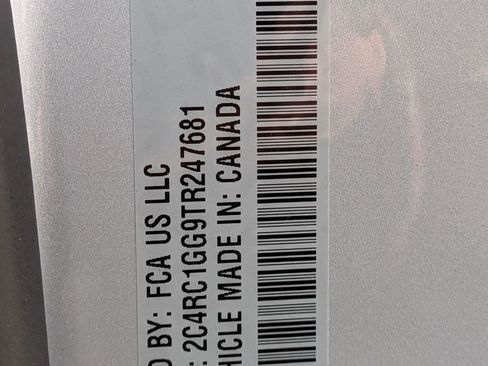 D BY: FCA US LLC
: 2C4RC1GG9TR247681
HICLE MADE IN: CANADA